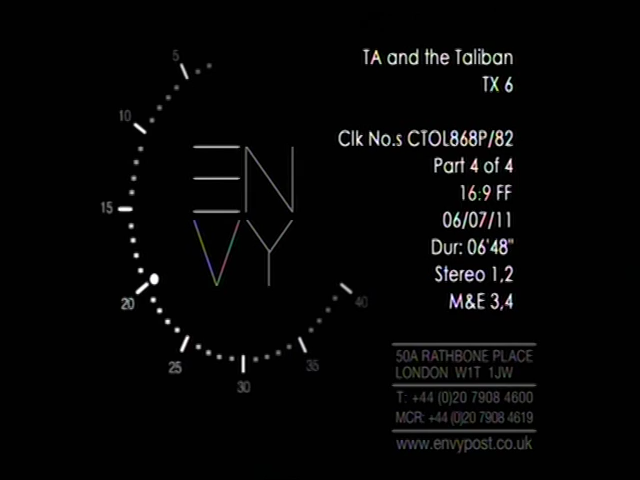 TA and the Taliban
TX 6
Clk No.s CTOL868P/82
Part 4 of 4
16:9 FF
06/07/11
Dur: 06'48"
Stereo 1,2
M&E 3,4
5
10
15
20
25
30
35
40
EN
VY
50A RATHBONE PLACE
LONDON W1T 1JW
T: +44 (0)20 7908 4600
MCR: +44 (0)20 7908 4619
www.envypost.co.uk